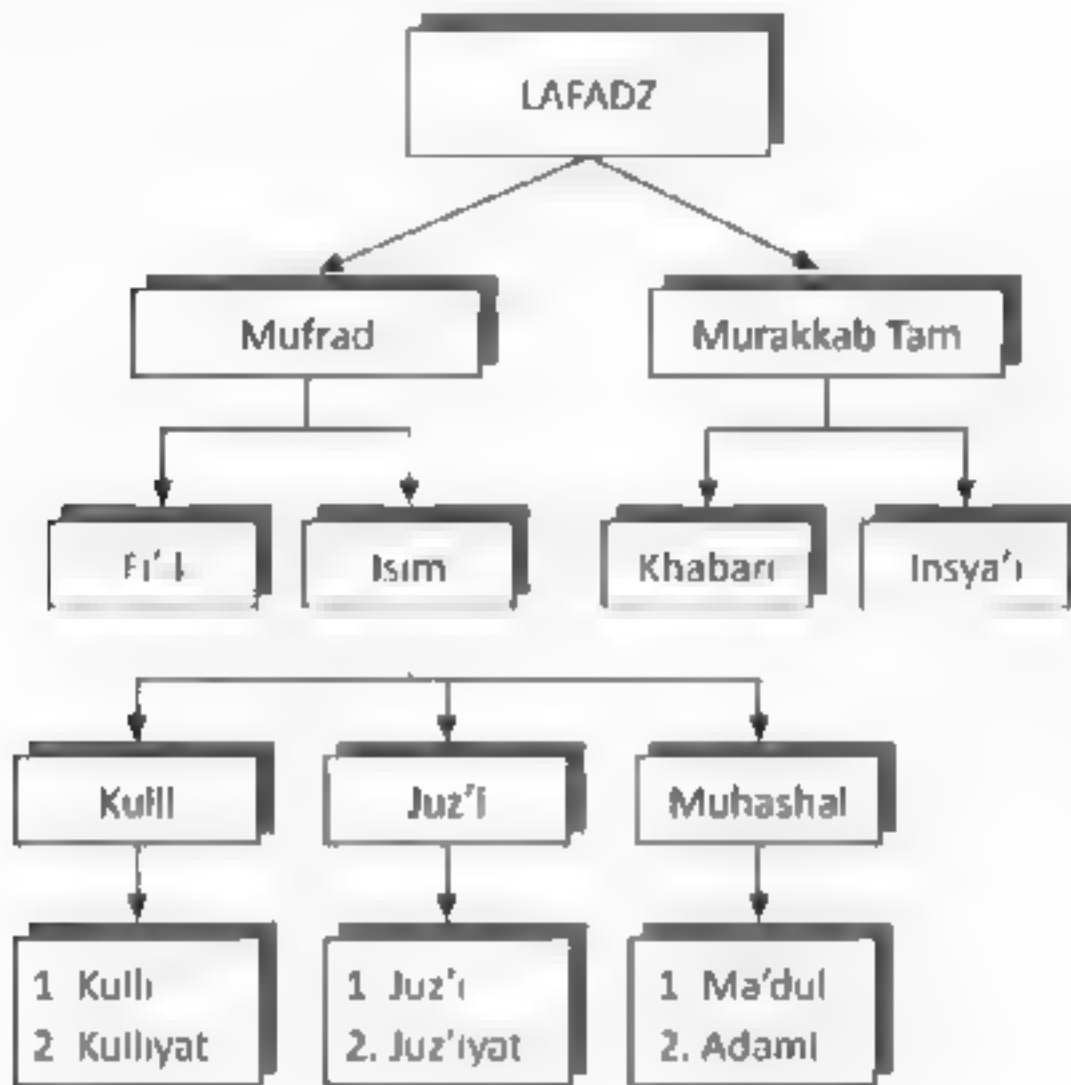 LAFADZ
Mufrad
Murakkab Tam
Isim
Khabari
Insya'i
Kulli
Juz'i
Muhashal
1 Kulli
2 Kulliyat
1 Juz'i
2. Juz'iyat
1 Ma'dul
2. Adami